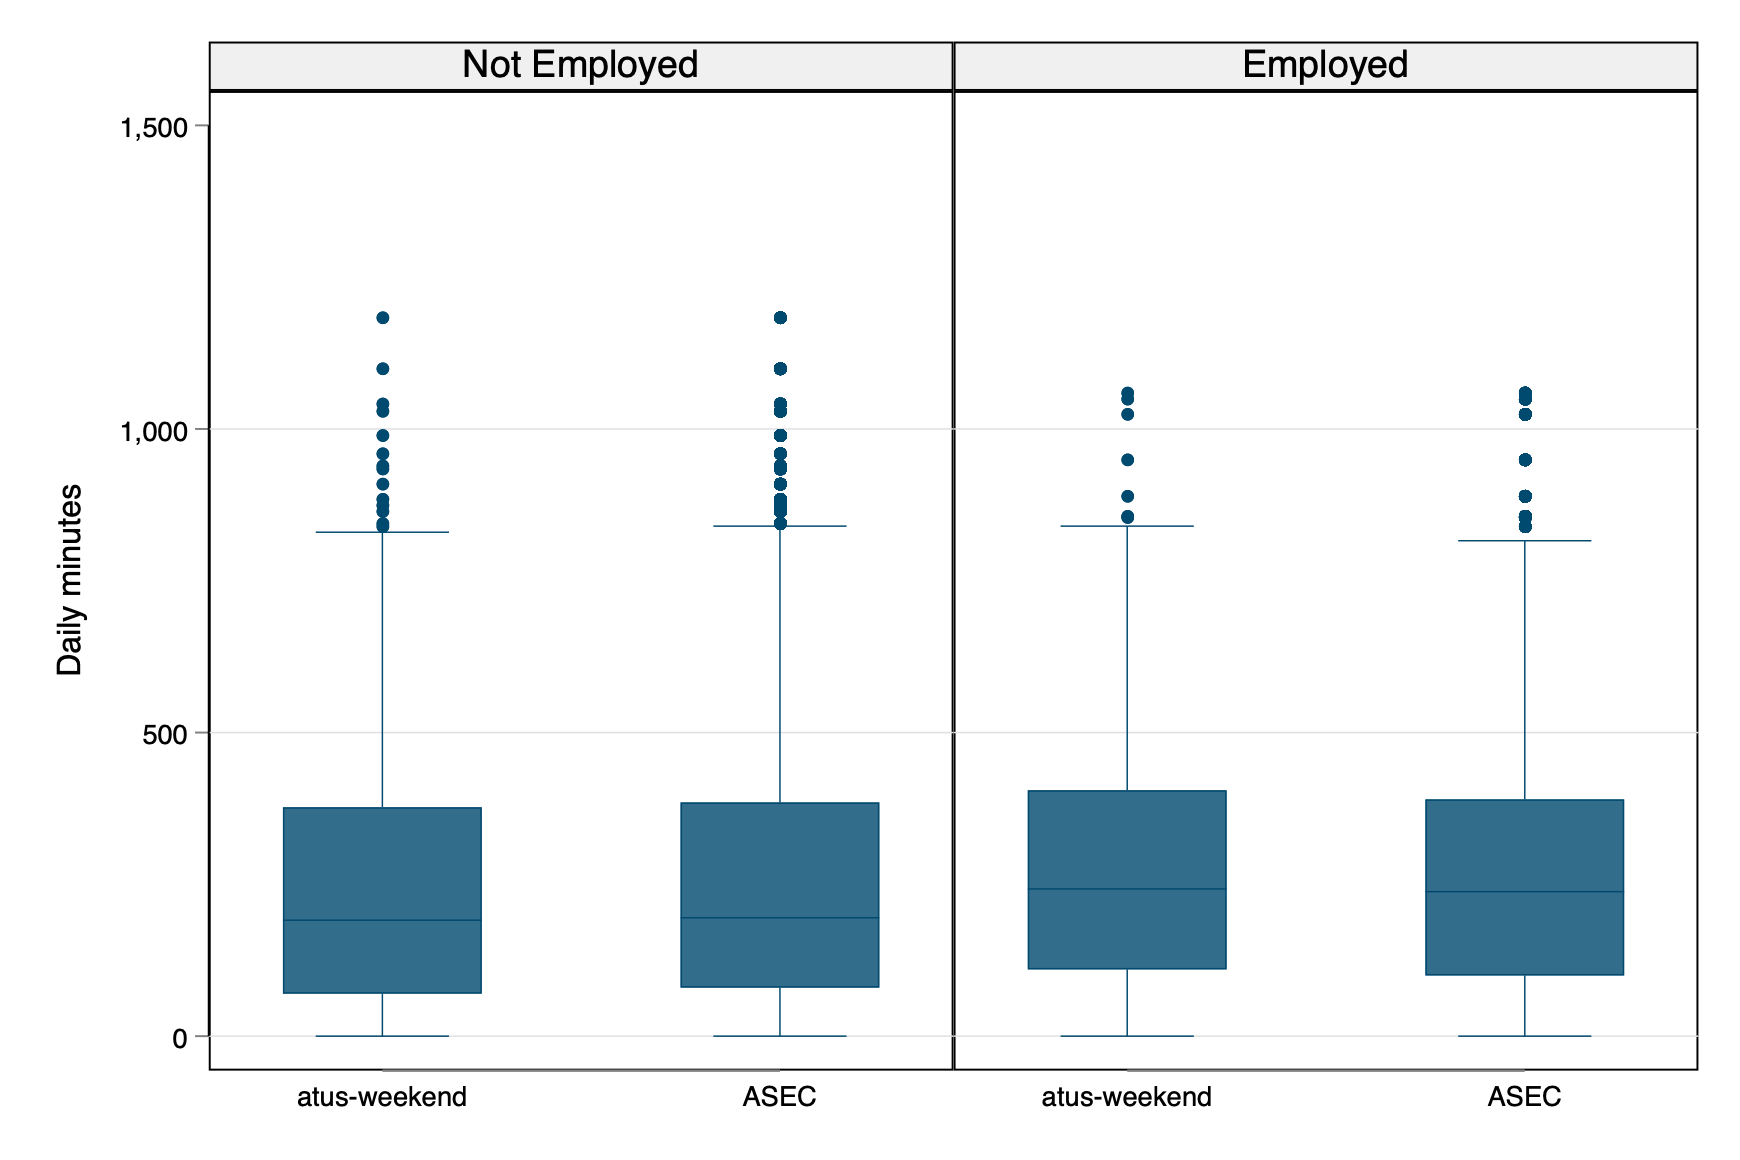 Not Employed
Employed
1,500
1,000
500
0
Daily minutes
atus-weekend
ASEC
atus-weekend
ASEC